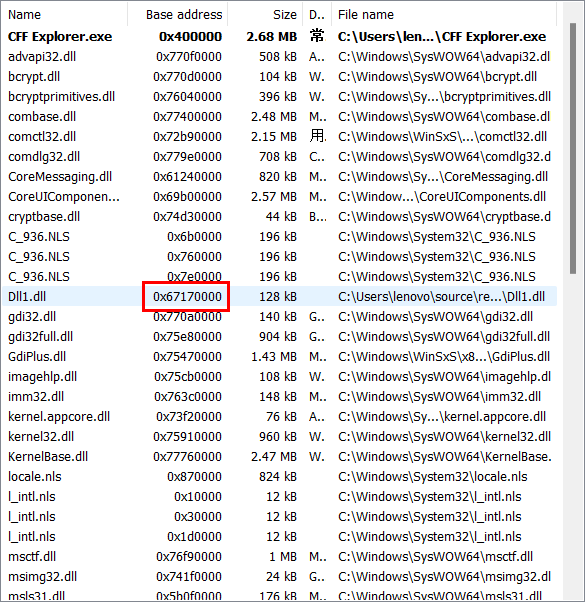 Name Base address Size D.. File name
CFF Explorer.exe 0x400000 2.68 MB 常 C:\Users\len...\CFF Explorer.exe
advapi32.dll 0x770f0000 508 kB A.. C:\Windows\SysWOW64\advapi32.dll
bcrypt.dll 0x770d0000 104 kB W. C:\Windows\SysWOW64\bcrypt.dll
bcryptprimitives.dll 0x76040000 396 kB W. C:\Windows\Sy...\bcryptprimitives.dll
combase.dll 0x77400000 2.48 MB M.. C:\Windows\SysWOW64\combase.dll
comctl32.dll 0x72b90000 2.15 MB 用. C:\Windows\WinSxS\...\comctl32.dll
comdlg32.dll 0x779e0000 708 kB C.. C:\Windows\SysWOW64\comdlg32.d
CoreMessaging.dll 0x61240000 820 kB M.. C:\Windows\Sy...\CoreMessaging.dll
CoreUIComponen... 0x69b00000 2.57 MB M.. C:\Window...\CoreUIComponents.dll
cryptbase.dll 0x74d30000 44 kB B.. C:\Windows\SysWOW64\cryptbase.d
C_936.NLS 0x6b0000 196 kB C:\Windows\System32\C_936.NLS
C_936.NLS 0x760000 196 kB C:\Windows\System32\C_936.NLS
C_936.NLS 0x7e0000 196 kB C:\Windows\System32\C_936.NLS
Dll1.dll 0x67170000 128 kB C:\Users\lenovo\source\re...\Dll1.dll
gdi32.dll 0x770a0000 140 kB G.. C:\Windows\SysWOW64\gdi32.dll
gdi32full.dll 0x75e80000 904 kB G.. C:\Windows\SysWOW64\gdi32full.dll
GdiPlus.dll 0x75470000 1.43 MB M.. C:\Windows\WinSxS\x8...\GdiPlus.dll
imagehlp.dll 0x75cb0000 108 kB W. C:\Windows\SysWOW64\imagehlp.dl
imm32.dll 0x763c0000 148 kB M.. C:\Windows\SysWOW64\imm32.dll
kernel.appcore.dll 0x73f20000 76 kB A.. C:\Windows\Sy...\kernel.appcore.dll
kernel32.dll 0x75910000 960 kB W. C:\Windows\SysWOW64\kernel32.dll
KernelBase.dll 0x77760000 2.47 MB W. C:\Windows\SysWOW64\KernelBase.
locale.nls 0x870000 824 kB C:\Windows\System32\locale.nls
l_intl.nls 0x10000 12 kB C:\Windows\System32\l_intl.nls
l_intl.nls 0x30000 12 kB C:\Windows\System32\l_intl.nls
l_intl.nls 0x1d0000 12 kB C:\Windows\System32\l_intl.nls
msctf.dll 0x76f90000 1 MB M.. C:\Windows\SysWOW64\msctf.dll
msimg32.dll 0x741f0000 24 kB G.. C:\Windows\SysWOW64\msimg32.dll
msls31.dll 0x5b0f0000 176 kB M.. C:\Windows\SysWOW64\msls31.dll